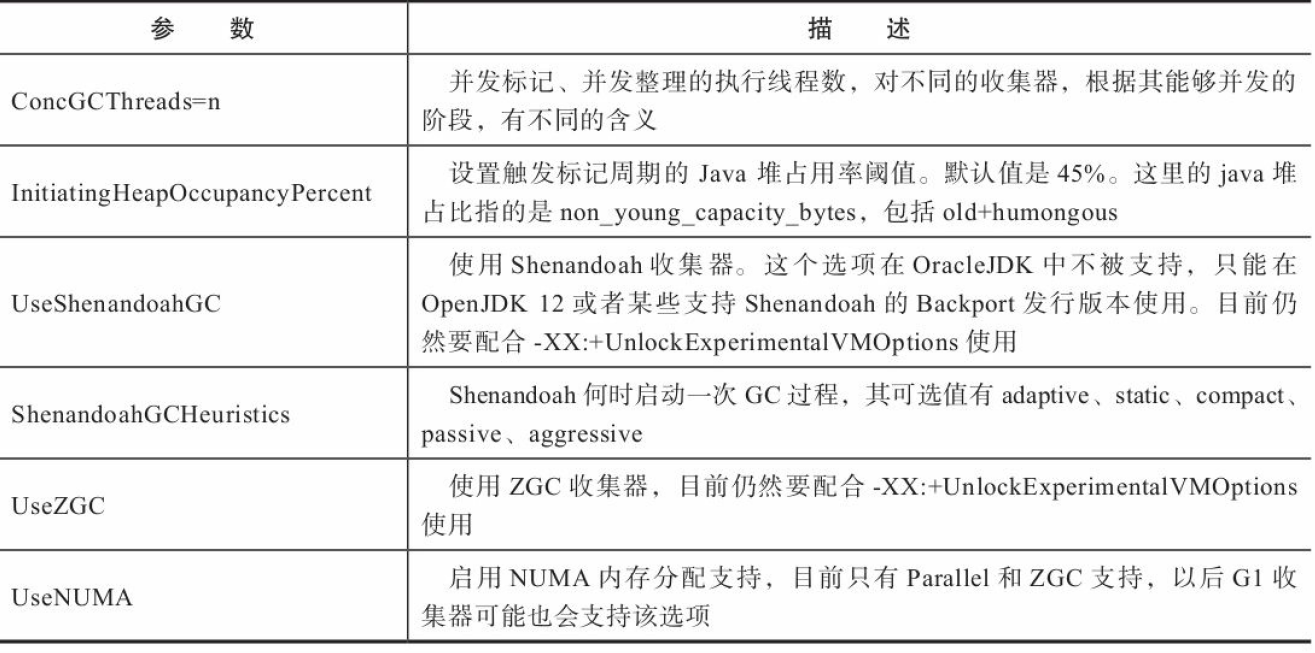 参 数 描 述
ConcGCThreads=n
并发标记、并发整理的执行线程数，对不同的收集器，根据其能够并发的
阶段，有不同的含义
InitiatingHeapOccupancyPercent
设置触发标记周期的 Java 堆占用率阈值。默认值是 45%。这里的 java 堆
占比指的是 non_young_capacity_bytes，包括 old+humongous
UseShenandoahGC
使用 Shenandoah 收集器。这个选项在 OracleJDK 中不被支持，只能在
OpenJDK 12 或者某些支持 Shenandoah 的 Backport 发行版本使用。目前仍
然要配合 -XX:+UnlockExperimentalVMOptions 使用
ShenandoahGCHeuristics
Shenandoah 何时启动一次 GC 过程，其可选值有 adaptive、static、compact、
passive、aggressive
UseZGC
使用 ZGC 收集器，目前仍然要配合 -XX:+UnlockExperimentalVMOptions
使用
UseNUMA
启用 NUMA 内存分配支持，目前只有 Parallel 和 ZGC 支持，以后 G1 收
集器可能也会支持该选项